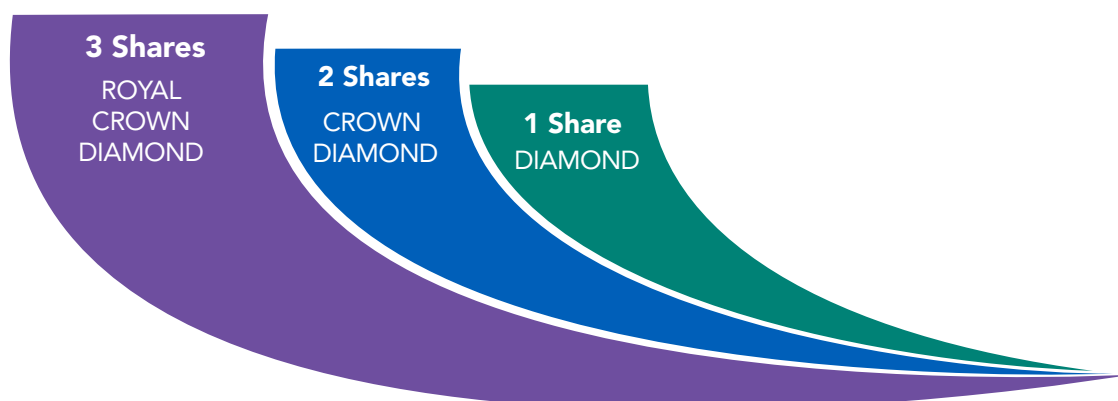 3 Shares
ROYAL
CROWN
DIAMOND
2 Shares
CROWN
DIAMOND
1 Share
DIAMOND